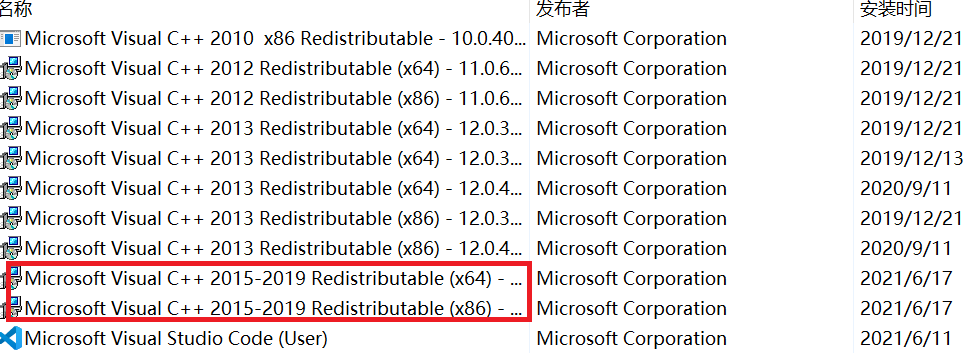 名称 发布者 安装时间
Microsoft Visual C++ 2010  x86 Redistributable - 10.0.40... Microsoft Corporation 2019/12/21
Microsoft Visual C++ 2012 Redistributable (x64) - 11.0.6... Microsoft Corporation 2019/12/21
Microsoft Visual C++ 2012 Redistributable (x86) - 11.0.6... Microsoft Corporation 2019/12/21
Microsoft Visual C++ 2013 Redistributable (x64) - 12.0.3... Microsoft Corporation 2019/12/21
Microsoft Visual C++ 2013 Redistributable (x64) - 12.0.3... Microsoft Corporation 2019/12/13
Microsoft Visual C++ 2013 Redistributable (x64) - 12.0.4... Microsoft Corporation 2020/9/11
Microsoft Visual C++ 2013 Redistributable (x86) - 12.0.3... Microsoft Corporation 2019/12/21
Microsoft Visual C++ 2013 Redistributable (x86) - 12.0.4... Microsoft Corporation 2020/9/11
Microsoft Visual C++ 2015-2019 Redistributable (x64) - ... Microsoft Corporation 2021/6/17
Microsoft Visual C++ 2015-2019 Redistributable (x86) - ... Microsoft Corporation 2021/6/17
Microsoft Visual Studio Code (User) Microsoft Corporation 2021/6/11